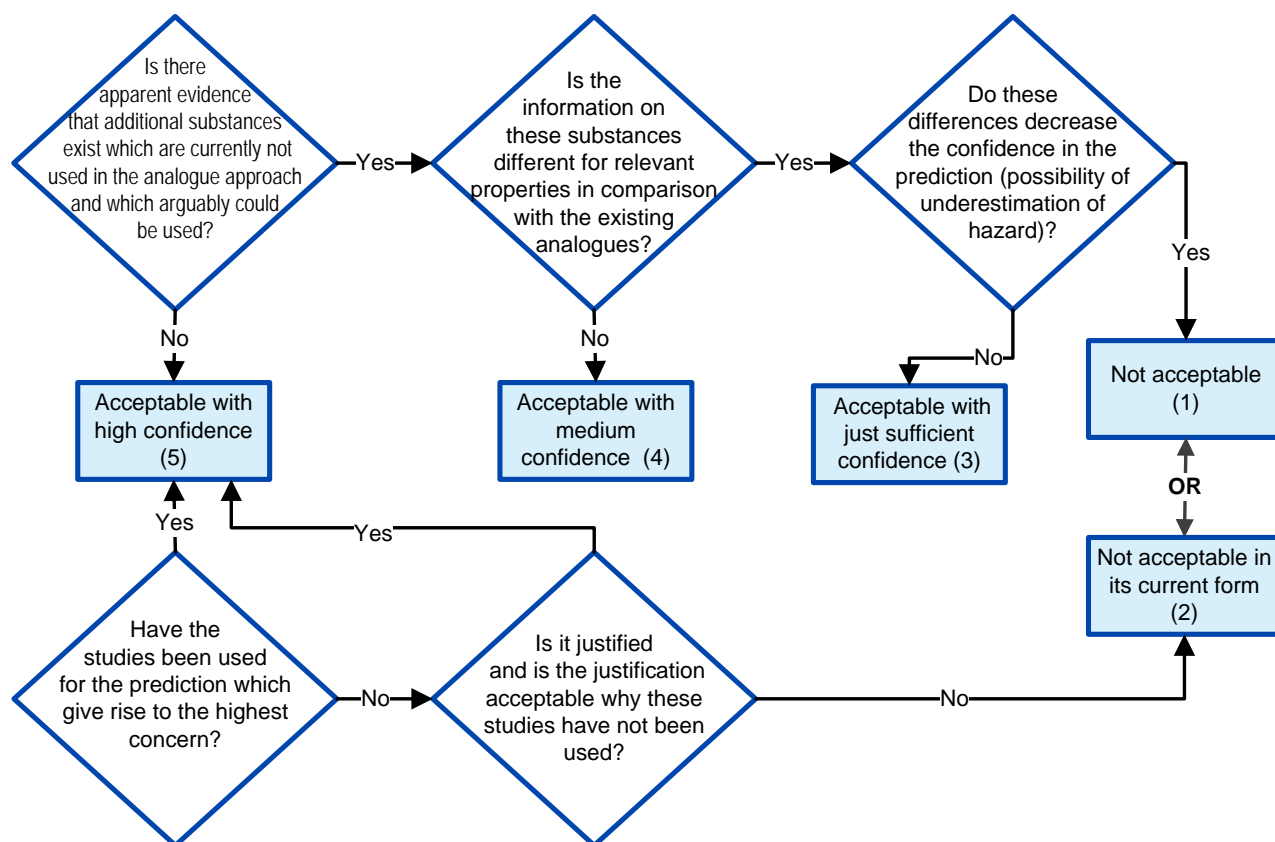 Is there
apparent evidence
that additional substances
exist which are currently not
used in the analogue approach
and which arguably could
be used?
Yes
Is the
information on
these substances
different for relevant
properties in comparison
with the existing
analogues?
Yes
Do these
differences decrease
the confidence in the
prediction (possibility of
underestimation of
hazard)?
Yes
No
No
No
Acceptable with
high confidence
(5)
Acceptable with
medium
confidence (4)
Acceptable with
just sufficient
confidence (3)
Not acceptable
(1)
OR
Not acceptable in
its current form
(2)
Yes
Yes
Have the
studies been used
for the prediction which
give rise to the highest
concern?
No
Is it justified
and is the justification
acceptable why these
studies have not been
used?
No